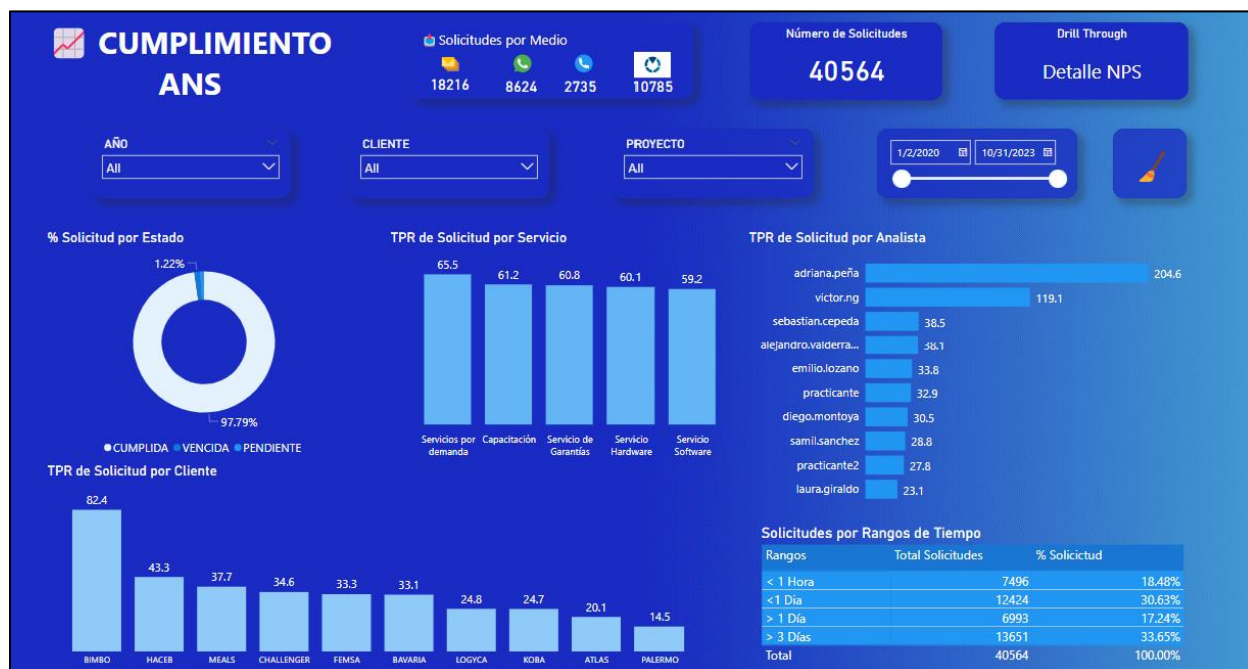 CUMPLIMIENTO
ANS
Solicitudes por Medio
18216 8624 2735 10785
Número de Solicitudes
40564
Drill Through
Detalle NPS
AÑO
All
CLIENTE
All
PROYECTO
All
1/2/2020 10/31/2023
% Solicitud por Estado
1.22%
97.79%
CUMPLIDA VENCIDA PENDIENTE
TPR de Solicitud por Servicio
65.5 61.2 60.8 60.1 59.2
Servicios por demanda Capacitación Servicio de Garantías Servicio Hardware Servicio Software
TPR de Solicitud por Analista
adriana.peña 204.6
victor.ng 119.1
sebastian.cepeda 38.5
alejandro.valderra... 38.1
emilio.lozano 33.8
practicante 32.9
diego.montoya 30.5
samil.sanchez 28.8
practicante2 27.8
laura.giraldo 23.1
TPR de Solicitud por Cliente
82.4 43.3 37.7 34.6 33.3 33.1 24.8 24.7 20.1 14.5
BIMBO HACEB MEALS CHALLENGER FEMSA BAVARIA LOGYCA KOBA ATLAS PALERMO
Solicitudes por Rangos de Tiempo
Rangos Total Solicitudes % Solicictud
< 1 Hora 7496 18.48%
<1 Dia 12424 30.63%
> 1 Día 6993 17.24%
> 3 Días 13651 33.65%
Total 40564 100.00%